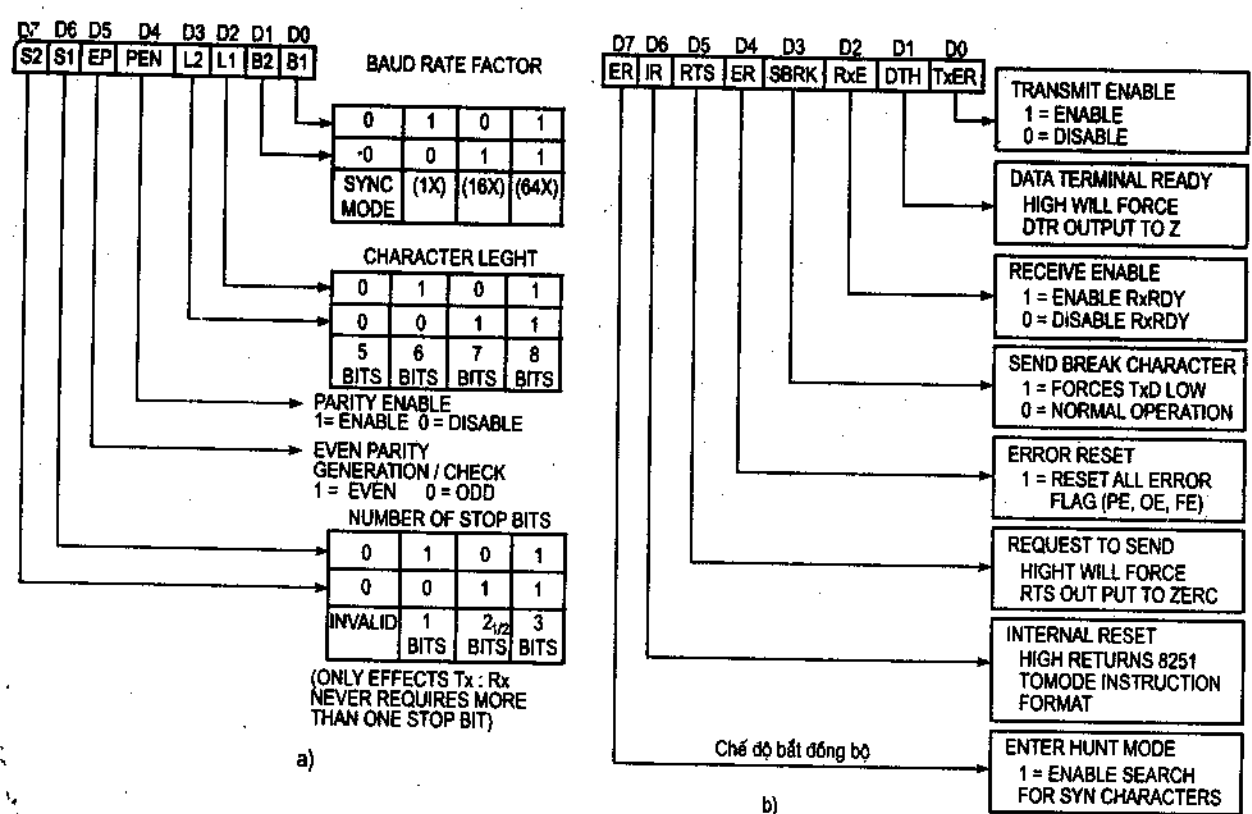 D7 D6 D5 D4 D3 D2 D1 D0
S2 S1 EP PEN L2 L1 B2 B1
BAUD RATE FACTOR
0 1 0 1
0 0 1 1
SYNC MODE (1X) (16X) (64X)
CHARACTER LEGHT
0 1 0 1
0 0 1 1
5 6 7 8
BITS BITS BITS BITS
PARITY ENABLE
1= ENABLE 0 = DISABLE
EVEN PARITY
GENERATION / CHECK
1 = EVEN 0 = ODD
NUMBER OF STOP BITS
0 1 0 1
0 0 1 1
INVALID 1 2 1/2 3
BITS BITS BITS
(ONLY EFFECTS Tx : Rx
NEVER REQUIRES MORE
THAN ONE STOP BIT)
a)
D7 D6 D5 D4 D3 D2 D1 D0
ER IR RTS ER SBRK RxE DTH TxER
TRANSMIT ENABLE
1 = ENABLE
0 = DISABLE
DATA TERMINAL READY
HIGH WILL FORCE
DTR OUTPUT TO Z
RECEIVE ENABLE
1 = ENABLE RxRDY
0 = DISABLE RxRDY
SEND BREAK CHARACTER
1 = FORCES TxD LOW
0 = NORMAL OPERATION
ERROR RESET
1 = RESET ALL ERROR
FLAG (PE, OE, FE)
REQUEST TO SEND
HIGHT WILL FORCE
RTS OUT PUT TO ZERC
INTERNAL RESET
HIGH RETURNS 8251
TOMODE INSTRUCTION
FORMAT
ENTER HUNT MODE
1 = ENABLE SEARCH
FOR SYN CHARACTERS
Chế độ bắt đồng bộ
b)